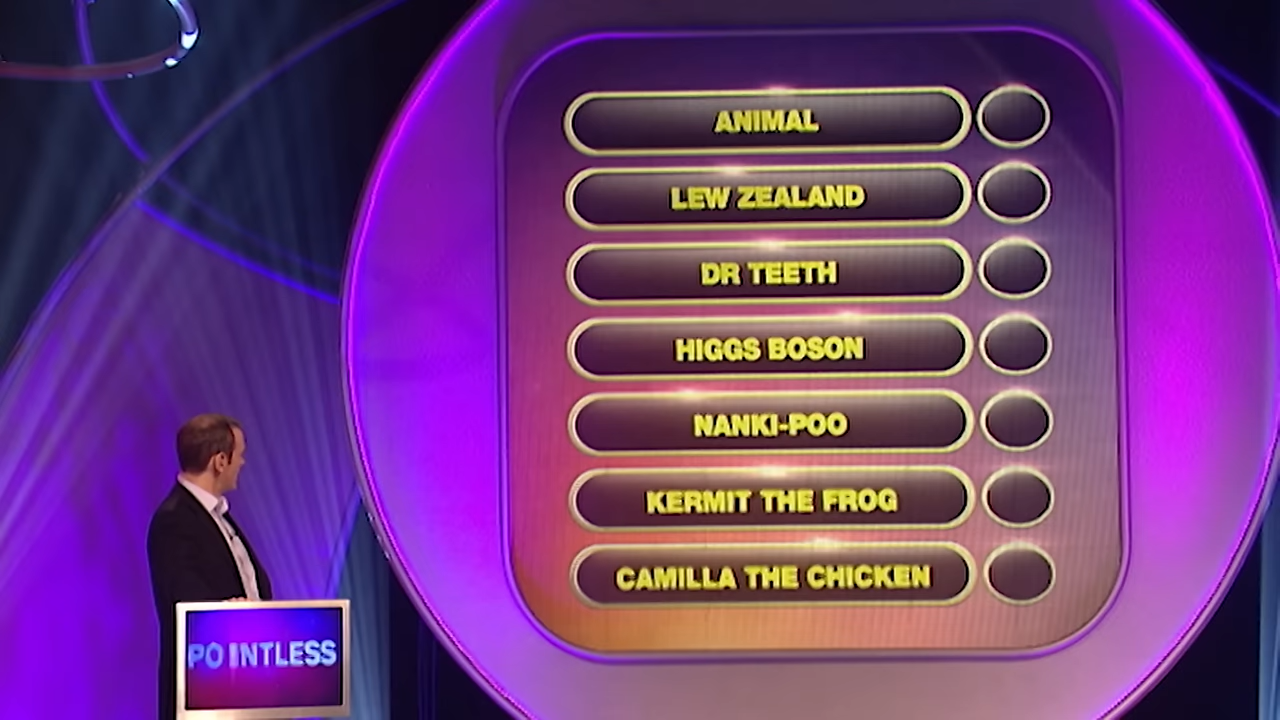 ANIMAL
LEW ZEALAND
DR TEETH
HIGGS BOSON
NANKI-POO
KERMIT THE FROG
CAMILLA THE CHICKEN
POINTLESS